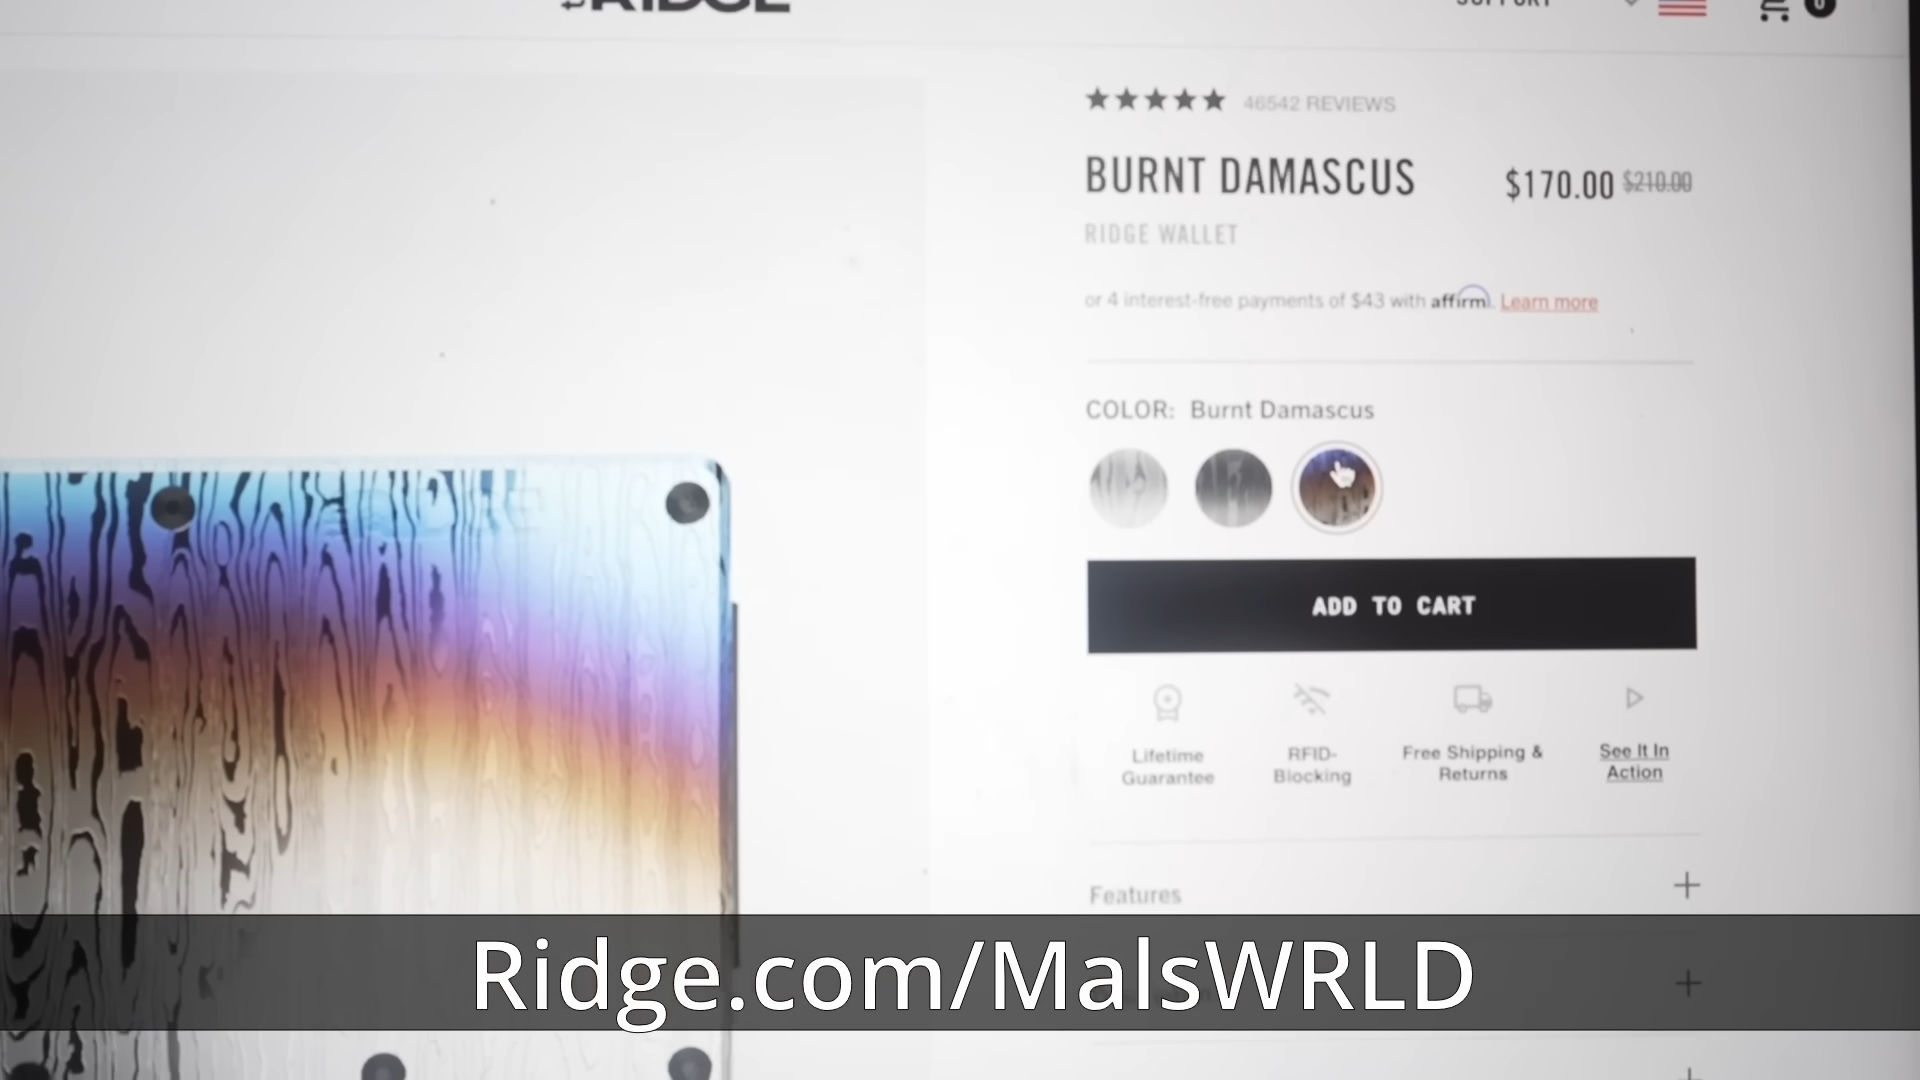 RIDGE
SUPPORT
★★★★★ 46542 REVIEWS
BURNT DAMASCUS
$170.00 $210.00
RIDGE WALLET
or 4 interest-free payments of $43 with affirm. Learn more
COLOR: Burnt Damascus
ADD TO CART
Lifetime
Guarantee
RFID-
Blocking
Free Shipping &
Returns
See It In
Action
Features
Ridge.com/MalsWRLD